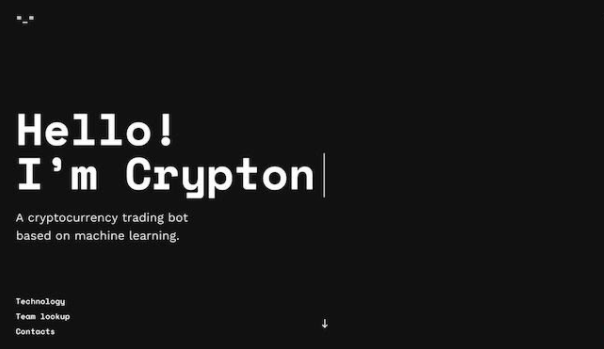 "_"
Hello!
I'm Crypton
A cryptocurrency trading bot
based on machine learning.
Technology
Team lookup
Contacts
↓